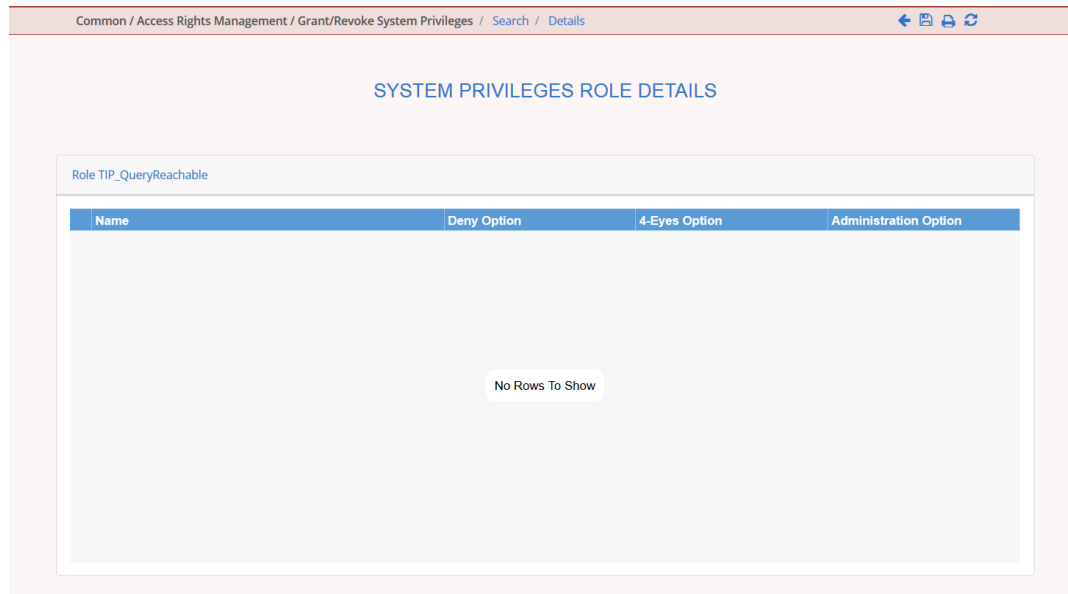 Common / Access Rights Management / Grant/Revoke System Privileges / Search / Details
SYSTEM PRIVILEGES ROLE DETAILS
Role TIP_QueryReachable
Name Deny Option 4-Eyes Option Administration Option
No Rows To Show